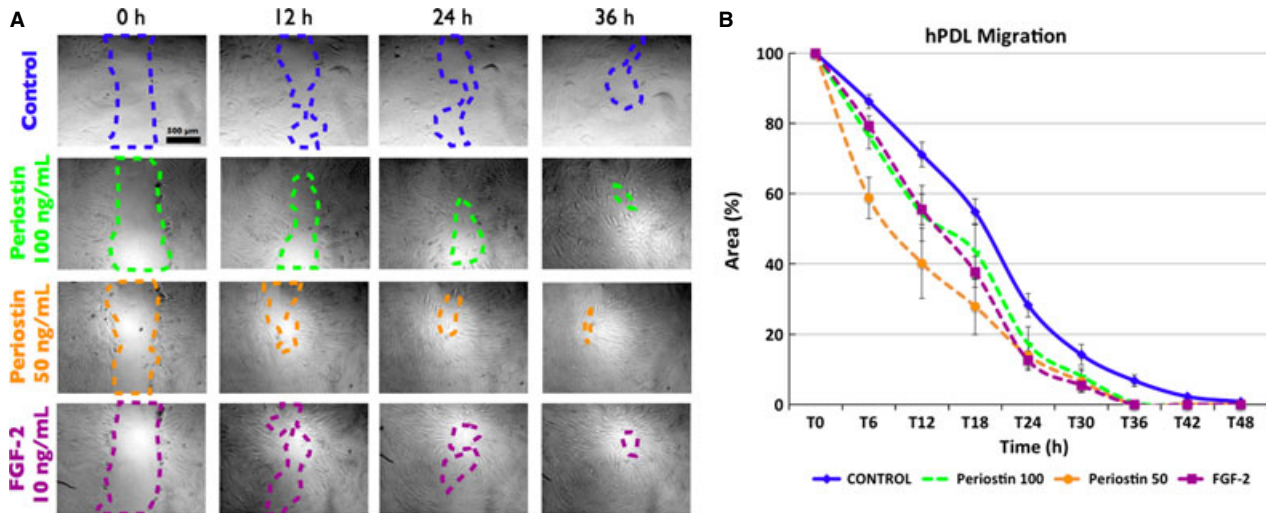 A
0 h 12 h 24 h 36 h
Control
500 µm
Periostin
100 ng/mL
Periostin
50 ng/mL
FGF-2
10 ng/mL
B
hPDL Migration
Area (%)
100
80
60
40
20
0
T0 T6 T12 T18 T24 T30 T36 T42 T48
Time (h)
CONTROL Periostin 100 Periostin 50 FGF-2